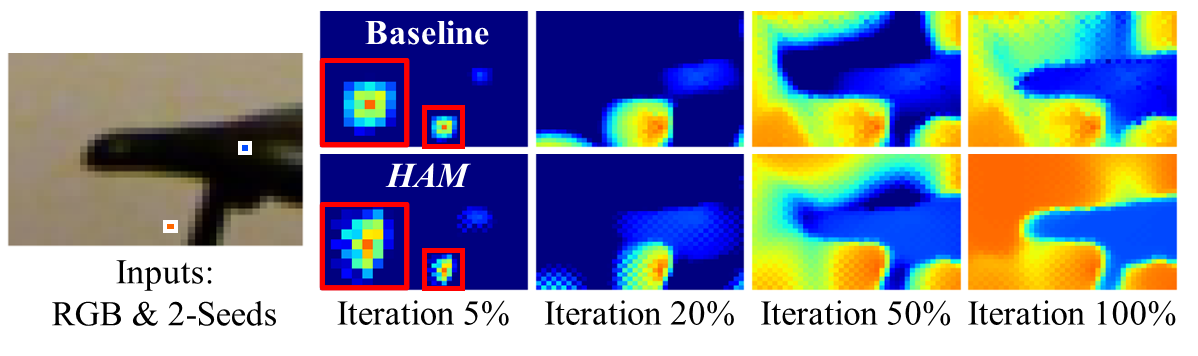 Baseline
HAM
Inputs:
RGB & 2-Seeds
Iteration 5%
Iteration 20%
Iteration 50%
Iteration 100%